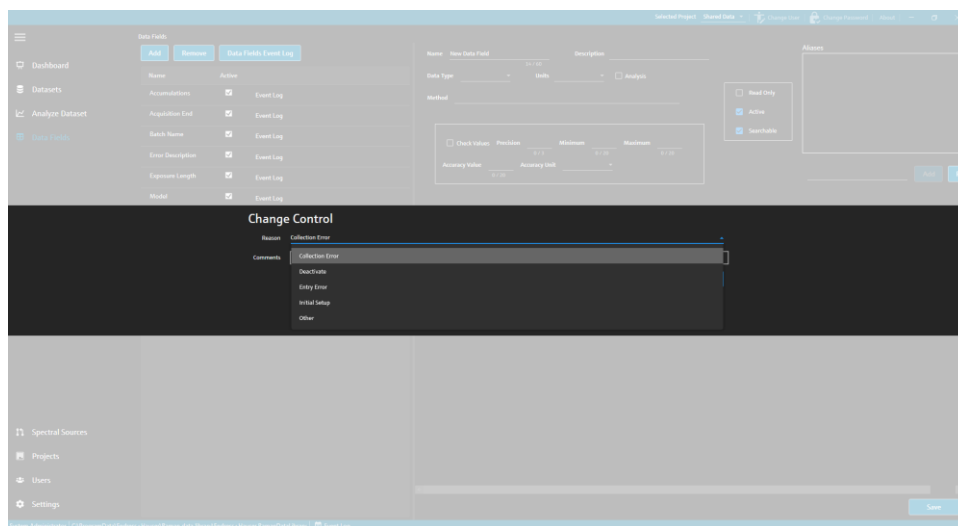 Selected Project Shared Data Change User Change Password About
Data Fields
Add Remove Data Fields Event Log
Name Active
Accumulations Event Log
Acquisition End Event Log
Batch Name Event Log
Error Description Event Log
Exposure Length Event Log
Model Event Log
Dashboard
Datasets
Analyze Dataset
Data Fields
Name New Data Field Description
14 / 60
Data Type Units Analysis
Method
Check Values Precision Minimum Maximum
Accuracy Value Accuracy Unit
Read Only
Active
Searchable
Aliases
Add
Change Control
Reason Collection Error
Comments
Collection Error
Deactivate
Entry Error
Initial Setup
Other
Spectral Sources
Projects
Users
Settings
Save